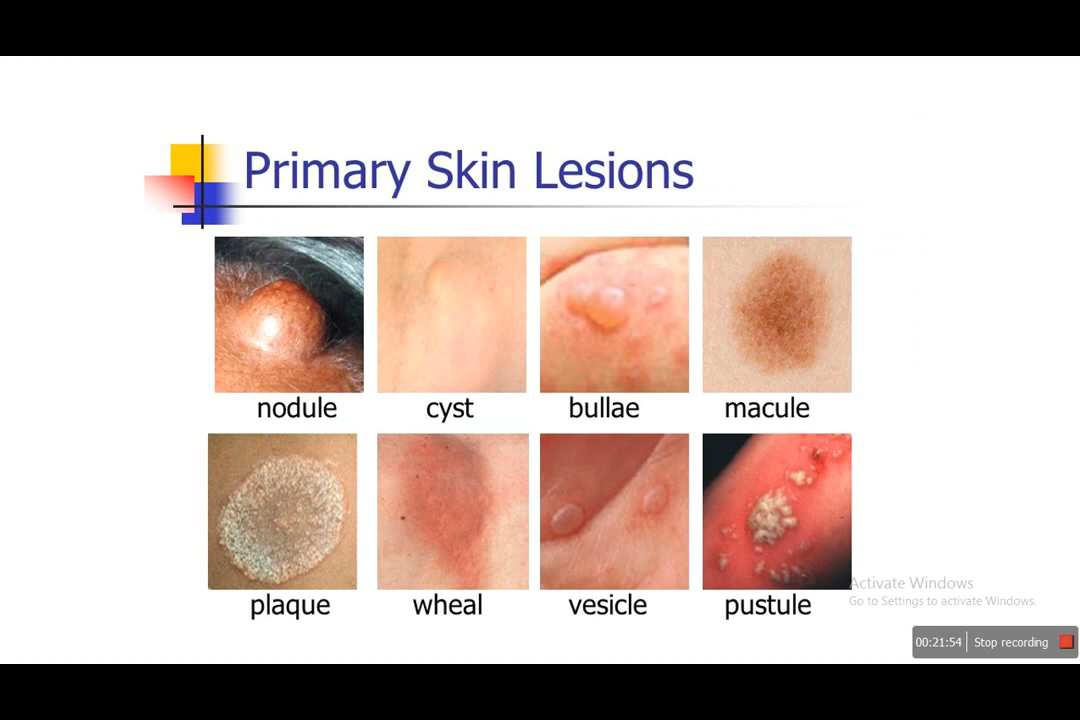 Primary Skin Lesions
nodule
cyst
bullae
macule
plaque
wheal
vesicle
pustule
Activate Windows
Go to Settings to activate Windows.
00:21:54
Stop recording